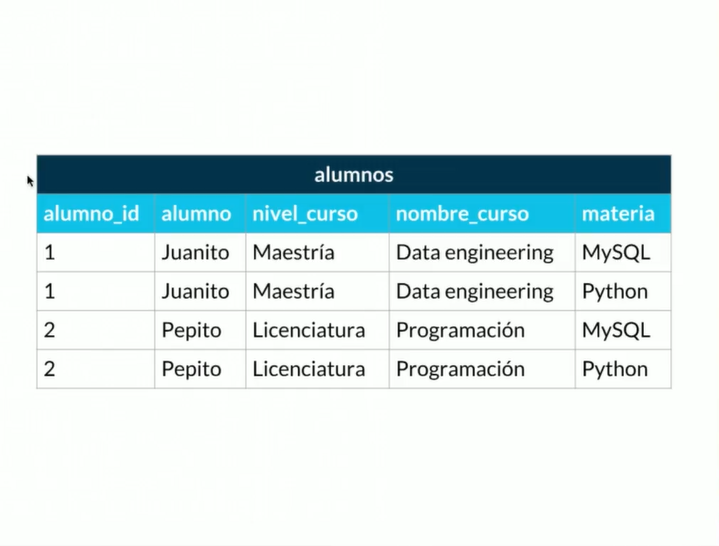 alumnos
alumno_id alumno nivel_curso nombre_curso materia
1 Juanito Maestría Data engineering MySQL
1 Juanito Maestría Data engineering Python
2 Pepito Licenciatura Programación MySQL
2 Pepito Licenciatura Programación Python